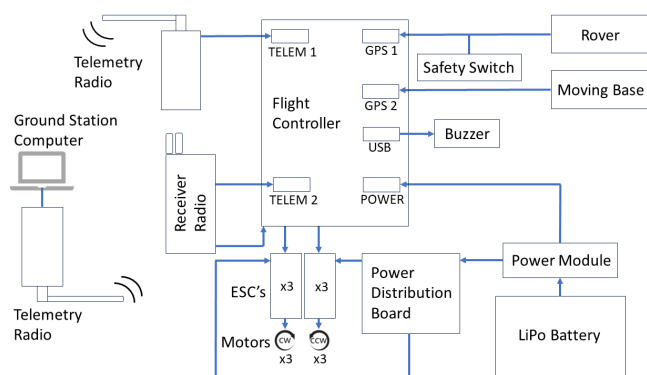 Telemetry
Radio
TELEM 1
GPS 1
Rover
Safety Switch
Flight
Controller
GPS 2
Moving Base
Ground Station
Computer
USB
Buzzer
Receiver
Radio
TELEM 2
POWER
Telemetry
Radio
ESC's
x3
x3
Power
Distribution
Board
Power Module
LiPo Battery
Motors
CW
CCW
x3
x3